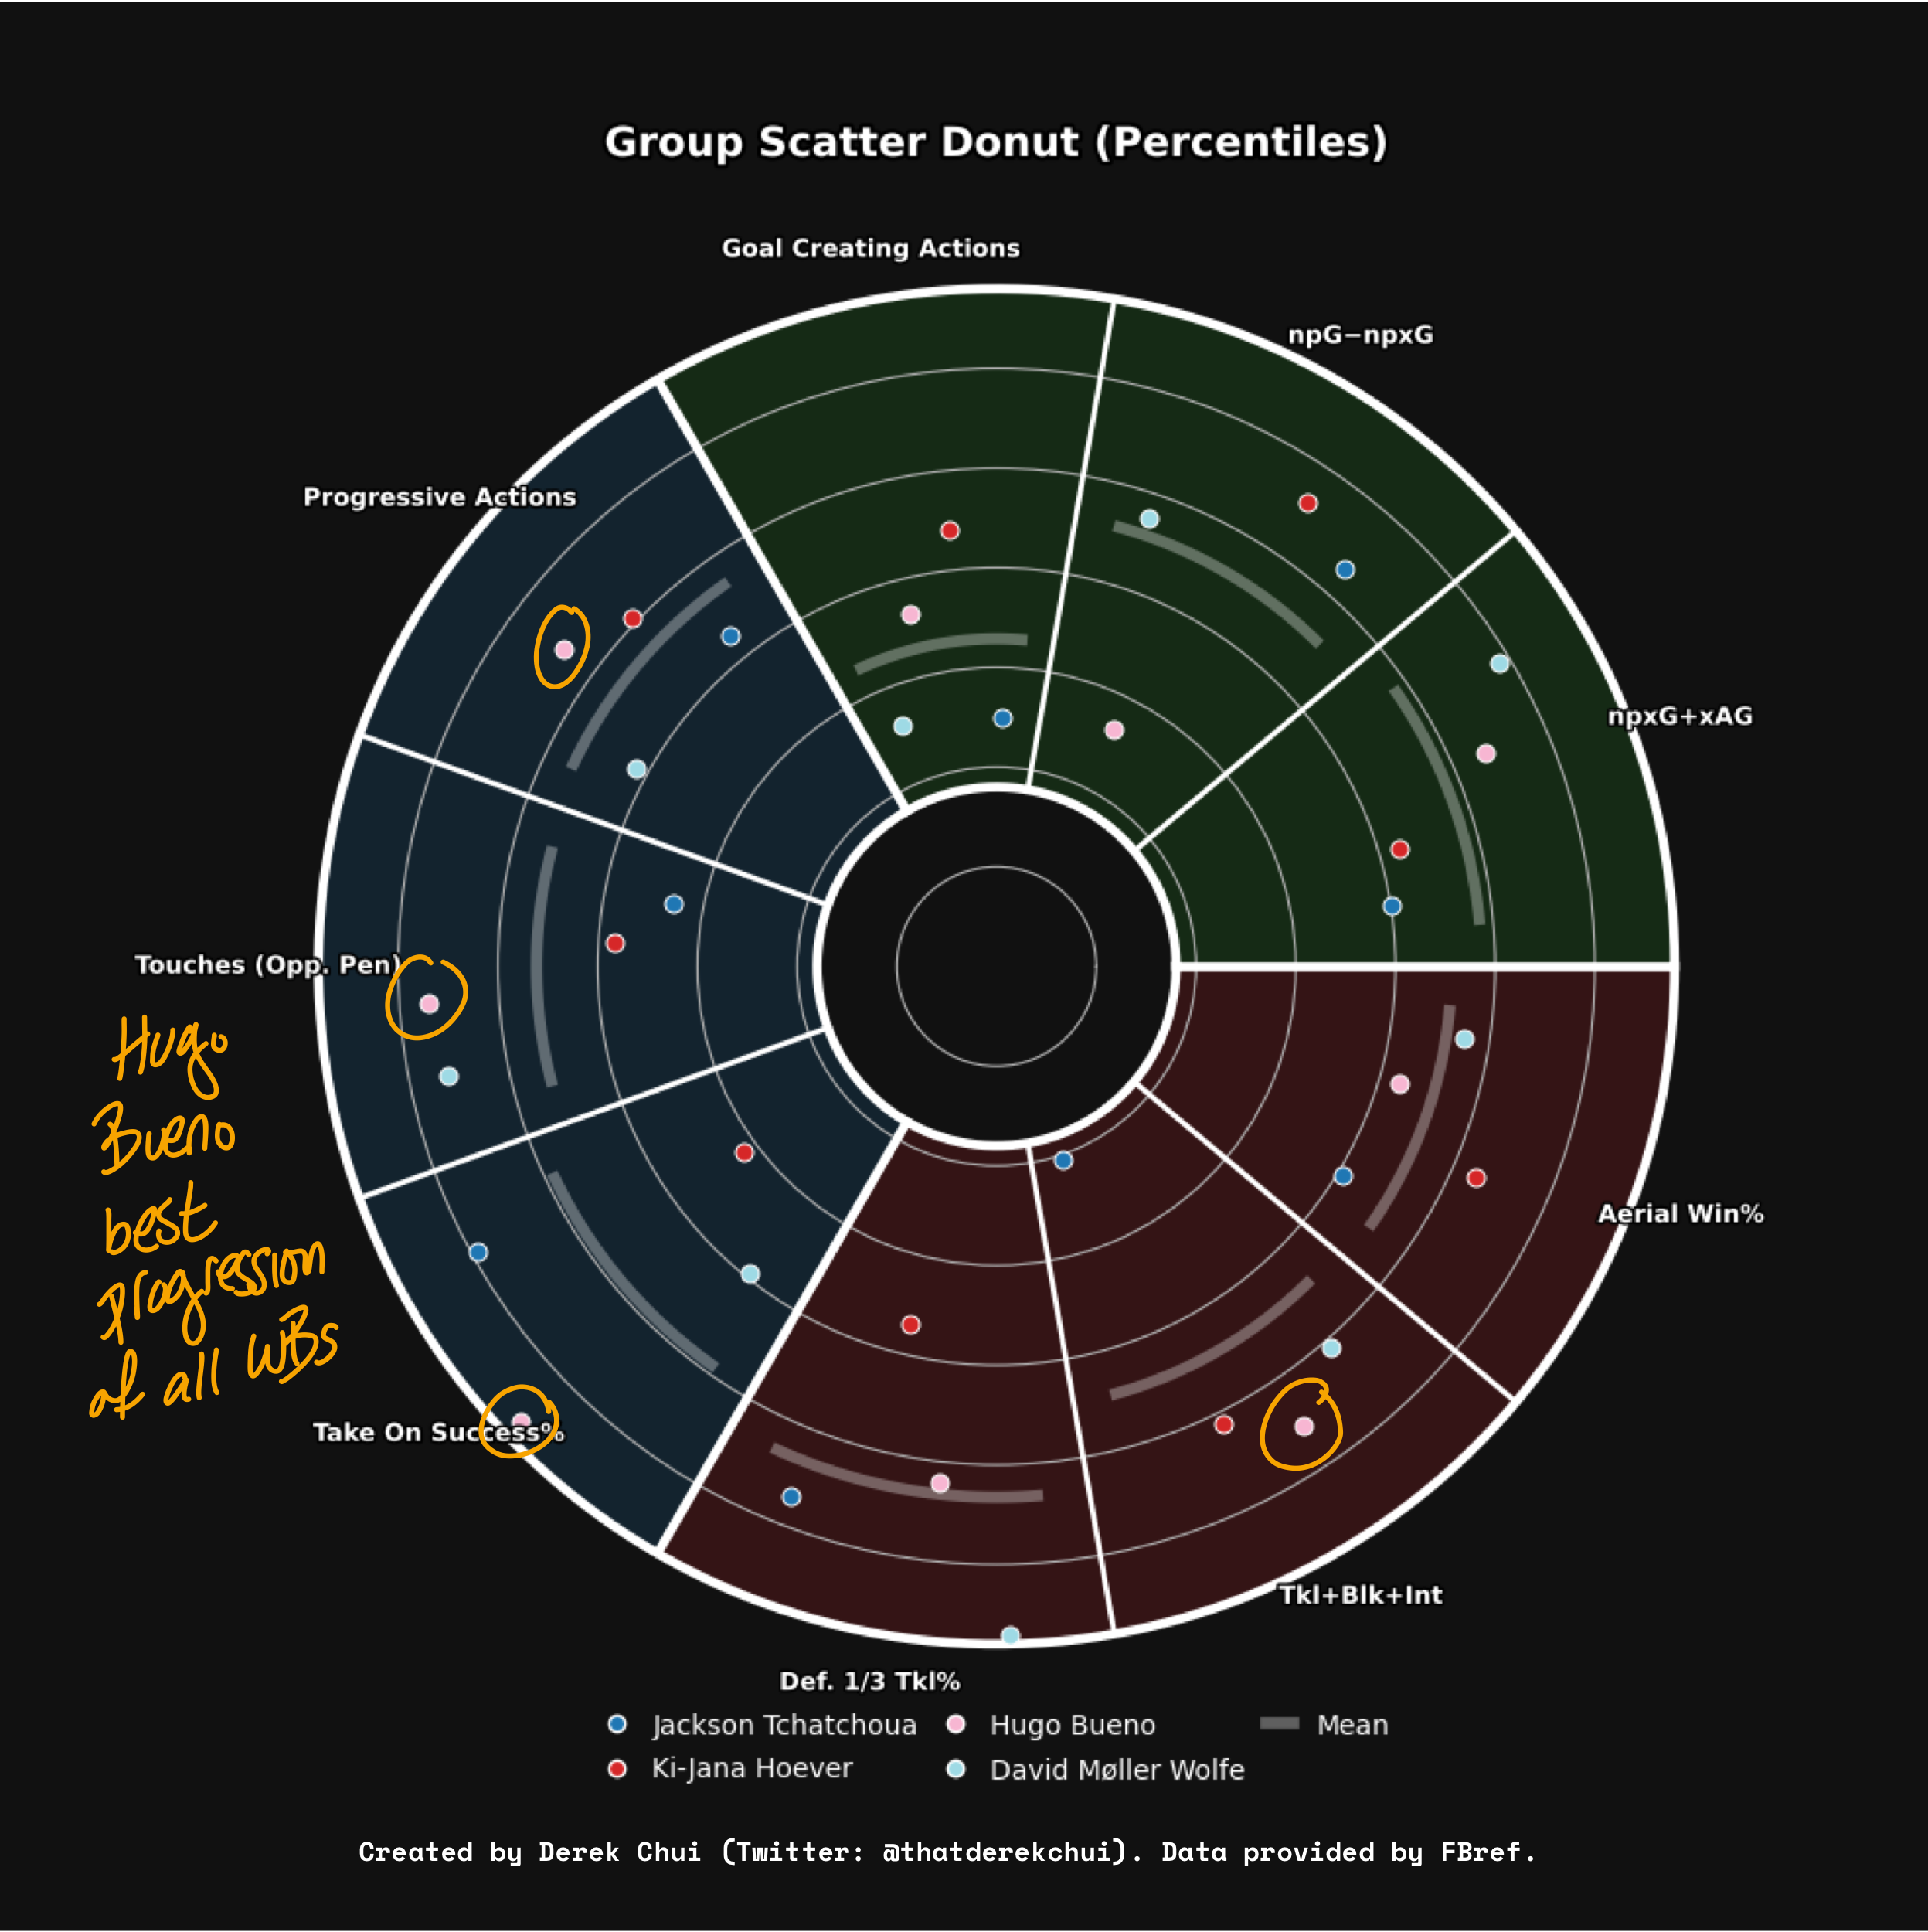 Group Scatter Donut (Percentiles)
Goal Creating Actions
npG−npxG
Progressive Actions
npxG+xAG
Touches (Opp. Pen)
Hugo
Bueno
best
progression
of all WBs
Aerial Win%
Take On Success%
Tkl+Blk+Int
Def. 1/3 Tkl%
Jackson Tchatchoua
Hugo Bueno
Mean
Ki-Jana Hoever
David Møller Wolfe
Created by Derek Chui (Twitter: @thatderekchui). Data provided by FBref.